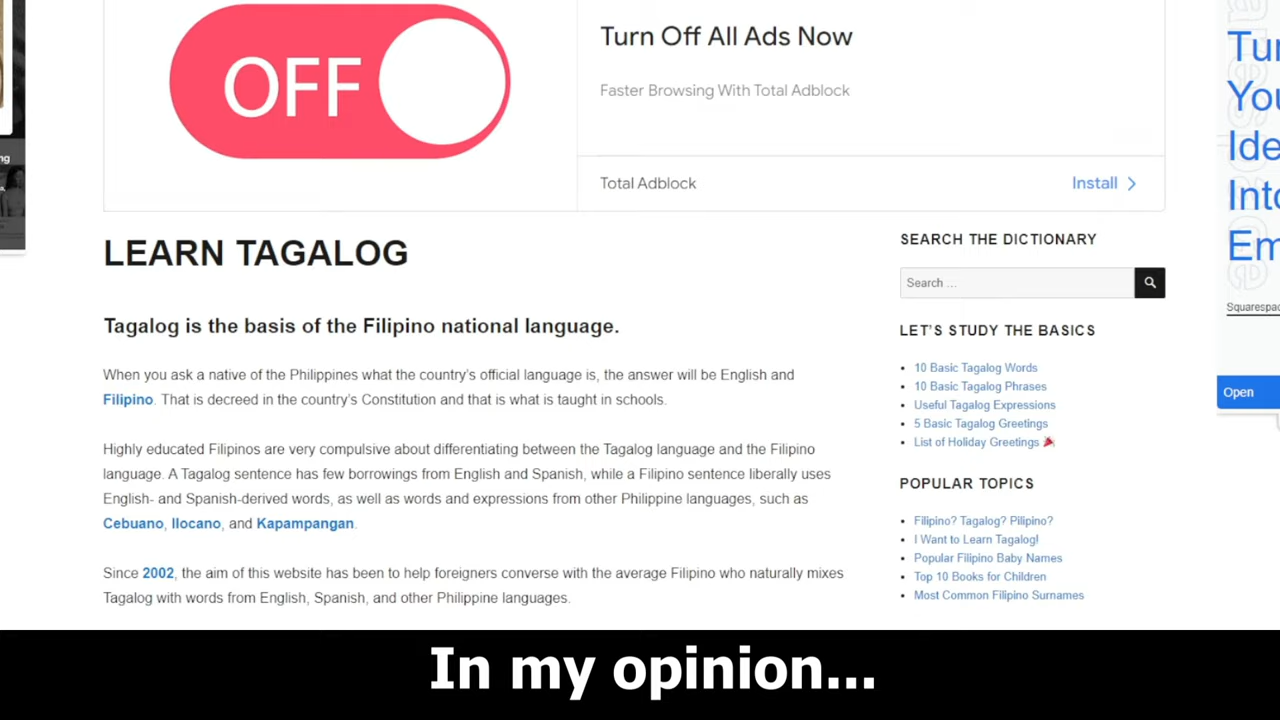 OFF
Turn Off All Ads Now
Faster Browsing With Total Adblock
Total Adblock
Install
LEARN TAGALOG
Tagalog is the basis of the Filipino national language.
When you ask a native of the Philippines what the country's official language is, the answer will be English and
Filipino. That is decreed in the country's Constitution and that is what is taught in schools.
Highly educated Filipinos are very compulsive about differentiating between the Tagalog language and the Filipino
language. A Tagalog sentence has few borrowings from English and Spanish, while a Filipino sentence liberally uses
English- and Spanish-derived words, as well as words and expressions from other Philippine languages, such as
Cebuano, Ilocano, and Kapampangan.
Since 2002, the aim of this website has been to help foreigners converse with the average Filipino who naturally mixes
Tagalog with words from English, Spanish, and other Philippine languages.
SEARCH THE DICTIONARY
Search …
LET'S STUDY THE BASICS
10 Basic Tagalog Words
10 Basic Tagalog Phrases
Useful Tagalog Expressions
5 Basic Tagalog Greetings
List of Holiday Greetings
POPULAR TOPICS
Filipino? Tagalog? Pilipino?
I Want to Learn Tagalog!
Popular Filipino Baby Names
Top 10 Books for Children
Most Common Filipino Surnames
Open
In my opinion...